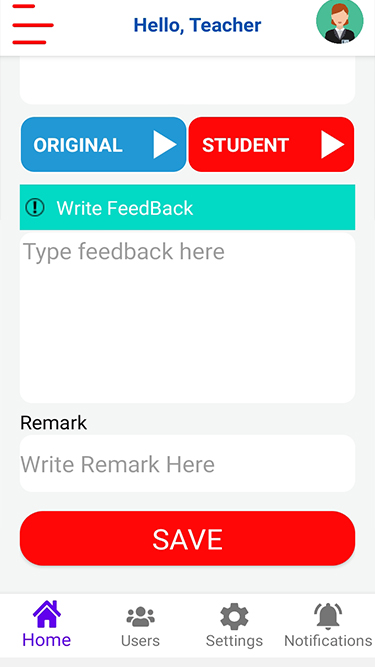 Hello, Teacher
ORIGINAL STUDENT
Write FeedBack
Type feedback here
Remark
Write Remark Here
SAVE
Home Users Settings Notifications